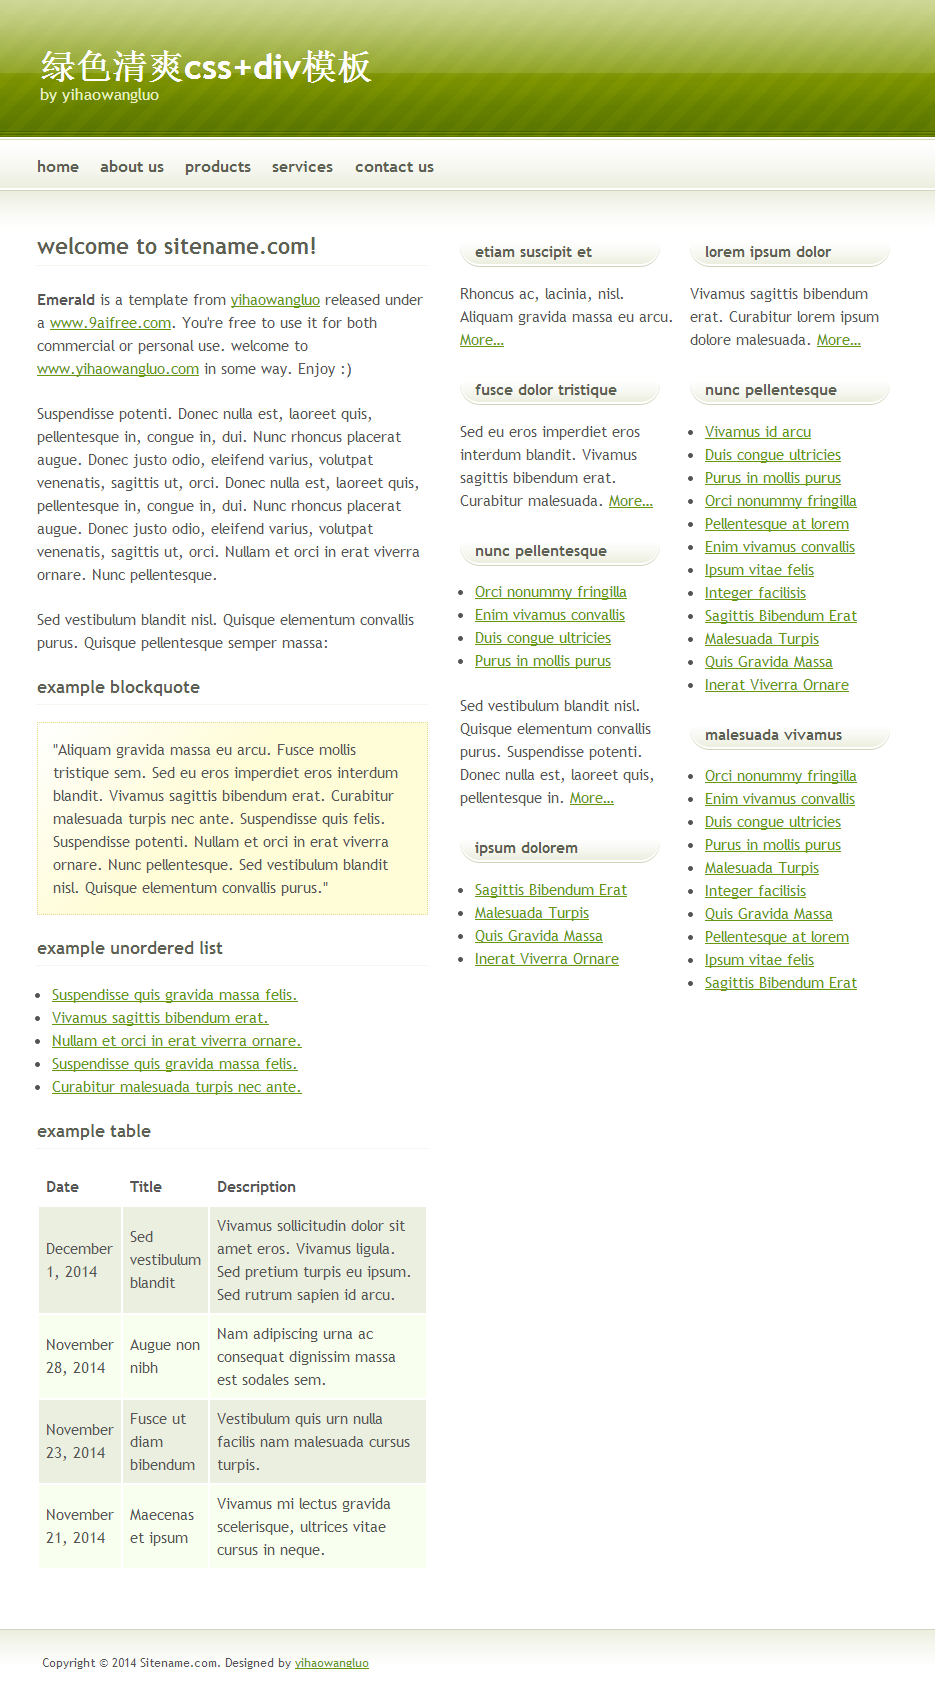 绿色清爽css+div模板
by yihaowangluo
home about us products services contact us
welcome to sitename.com!
Emerald is a template from yihaowangluo released under
a www.9aifree.com. You're free to use it for both
commercial or personal use. welcome to
www.yihaowangluo.com in some way. Enjoy :)
Suspendisse potenti. Donec nulla est, laoreet quis,
pellentesque in, congue in, dui. Nunc rhoncus placerat
augue. Donec justo odio, eleifend varius, volutpat
venenatis, sagittis ut, orci. Donec nulla est, laoreet quis,
pellentesque in, congue in, dui. Nunc rhoncus placerat
augue. Donec justo odio, eleifend varius, volutpat
venenatis, sagittis ut, orci. Nullam et orci in erat viverra
ornare. Nunc pellentesque.
Sed vestibulum blandit nisl. Quisque elementum convallis
purus. Quisque pellentesque semper massa:
example blockquote
"Aliquam gravida massa eu arcu. Fusce mollis
tristique sem. Sed eu eros imperdiet eros interdum
blandit. Vivamus sagittis bibendum erat. Curabitur
malesuada turpis nec ante. Suspendisse quis felis.
Suspendisse potenti. Nullam et orci in erat viverra
ornare. Nunc pellentesque. Sed vestibulum blandit
nisl. Quisque elementum convallis purus."
example unordered list
Suspendisse quis gravida massa felis.
Vivamus sagittis bibendum erat.
Nullam et orci in erat viverra ornare.
Suspendisse quis gravida massa felis.
Curabitur malesuada turpis nec ante.
example table
Date Title Description
December
1, 2014
Sed
vestibulum
blandit
Vivamus sollicitudin dolor sit
amet eros. Vivamus ligula.
Sed pretium turpis eu ipsum.
Sed rutrum sapien id arcu.
November
28, 2014
Augue non
nibh
Nam adipiscing urna ac
consequat dignissim massa
est sodales sem.
November
23, 2014
Fusce ut
diam
bibendum
Vestibulum quis urn nulla
facilis nam malesuada cursus
turpis.
November
21, 2014
Maecenas
et ipsum
Vivamus mi lectus gravida
scelerisque, ultrices vitae
cursus in neque.
etiam suscipit et
Rhoncus ac, lacinia, nisl.
Aliquam gravida massa eu arcu.
More…
fusce dolor tristique
Sed eu eros imperdiet eros
interdum blandit. Vivamus
sagittis bibendum erat.
Curabitur malesuada. More…
nunc pellentesque
Orci nonummy fringilla
Enim vivamus convallis
Duis congue ultricies
Purus in mollis purus
Sed vestibulum blandit nisl.
Quisque elementum convallis
purus. Suspendisse potenti.
Donec nulla est, laoreet quis,
pellentesque in. More…
ipsum dolorem
Sagittis Bibendum Erat
Malesuada Turpis
Quis Gravida Massa
Inerat Viverra Ornare
lorem ipsum dolor
Vivamus sagittis bibendum
erat. Curabitur lorem ipsum
dolore malesuada. More…
nunc pellentesque
Vivamus id arcu
Duis congue ultricies
Purus in mollis purus
Orci nonummy fringilla
Pellentesque at lorem
Enim vivamus convallis
Ipsum vitae felis
Integer facilisis
Sagittis Bibendum Erat
Malesuada Turpis
Quis Gravida Massa
Inerat Viverra Ornare
malesuada vivamus
Orci nonummy fringilla
Enim vivamus convallis
Duis congue ultricies
Purus in mollis purus
Malesuada Turpis
Integer facilisis
Quis Gravida Massa
Pellentesque at lorem
Ipsum vitae felis
Sagittis Bibendum Erat
Copyright © 2014 Sitename.com. Designed by yihaowangluo